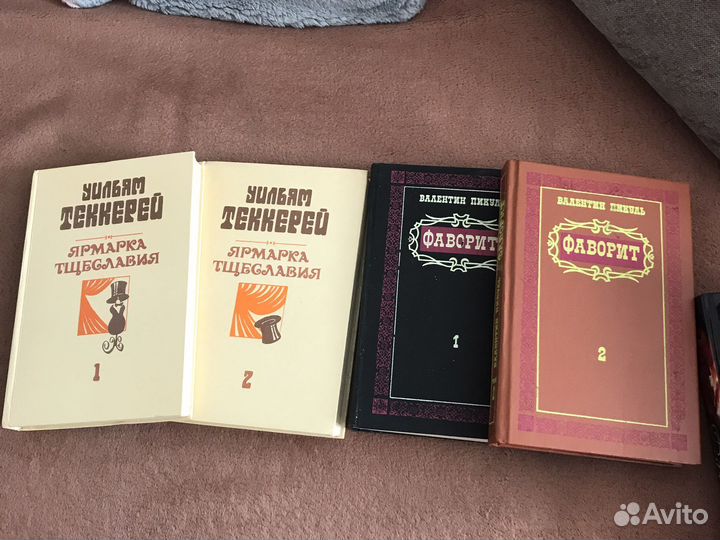 УИЛЬЯМ
ТЕККЕРЕЙ
ЯРМАРКА
ТЩЕСЛАВИЯ
1
УИЛЬЯМ
ТЕККЕРЕЙ
ЯРМАРКА
ТЩЕСЛАВИЯ
2
ВАЛЕНТИН ПИКУЛЬ
ФАВОРИТ
1
ВАЛЕНТИН ПИКУЛЬ
ФАВОРИТ
2
Avito